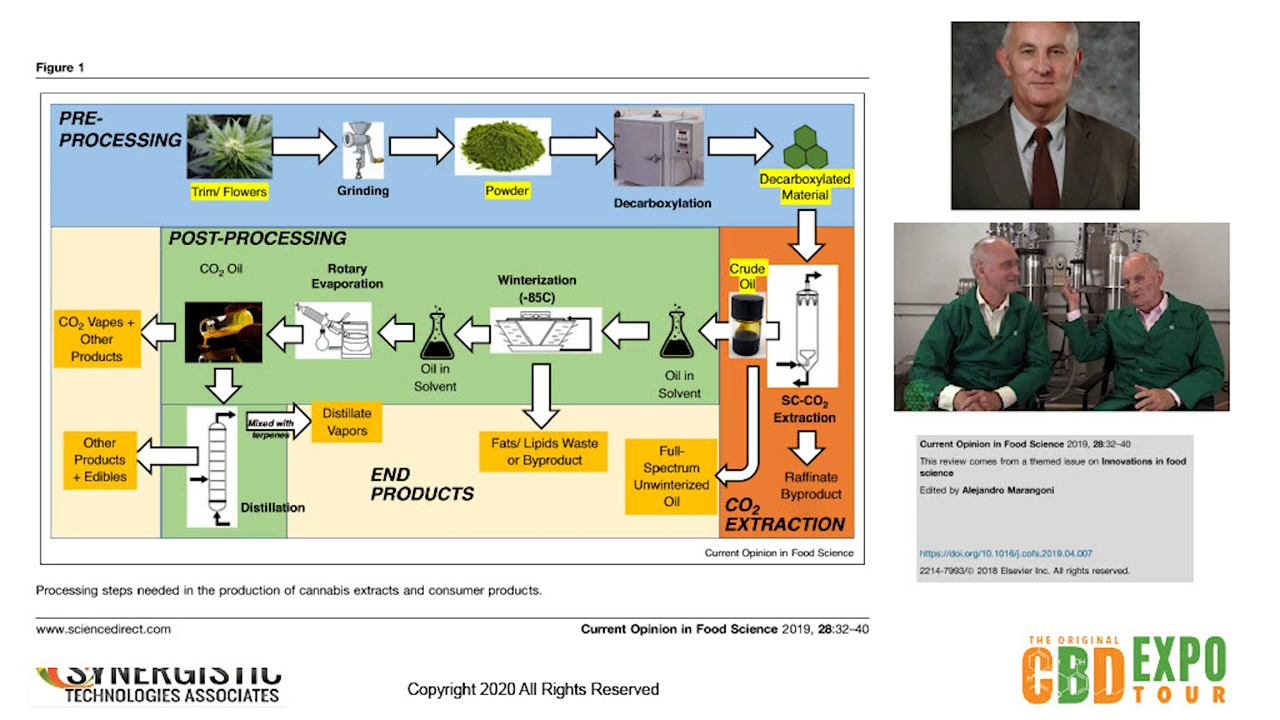 Figure 1
PRE-
PROCESSING
Trim/ Flowers
Grinding
Powder
Decarboxylation
Decarboxylated
Material
POST-PROCESSING
CO₂ Oil
Rotary
Evaporation
Winterization
(-85C)
Crude
Oil
CO₂ Vapes +
Other
Products
Oil in
Solvent
Oil in
Solvent
SC-CO₂
Extraction
Mixed with
terpenes
Distillate
Vapors
Other
Products
+ Edibles
Distillation
END
PRODUCTS
Fats/ Lipids Waste
or Byproduct
Full-
Spectrum
Unwinterized
Oil
Raffinate
Byproduct
CO₂
EXTRACTION
Current Opinion in Food Science
Processing steps needed in the production of cannabis extracts and consumer products.
www.sciencedirect.com
Current Opinion in Food Science 2019, 28:32–40
Current Opinion in Food Science 2019, 28:32–40
This review comes from a themed issue on Innovations in food
science
Edited by Alejandro Marangoni
https://doi.org/10.1016/j.cofs.2019.04.007
2214-7993/© 2018 Elsevier Inc. All rights reserved.
SYNERGISTIC
TECHNOLOGIES ASSOCIATES
Copyright 2020 All Rights Reserved
THE ORIGINAL
CBD EXPO
TOUR